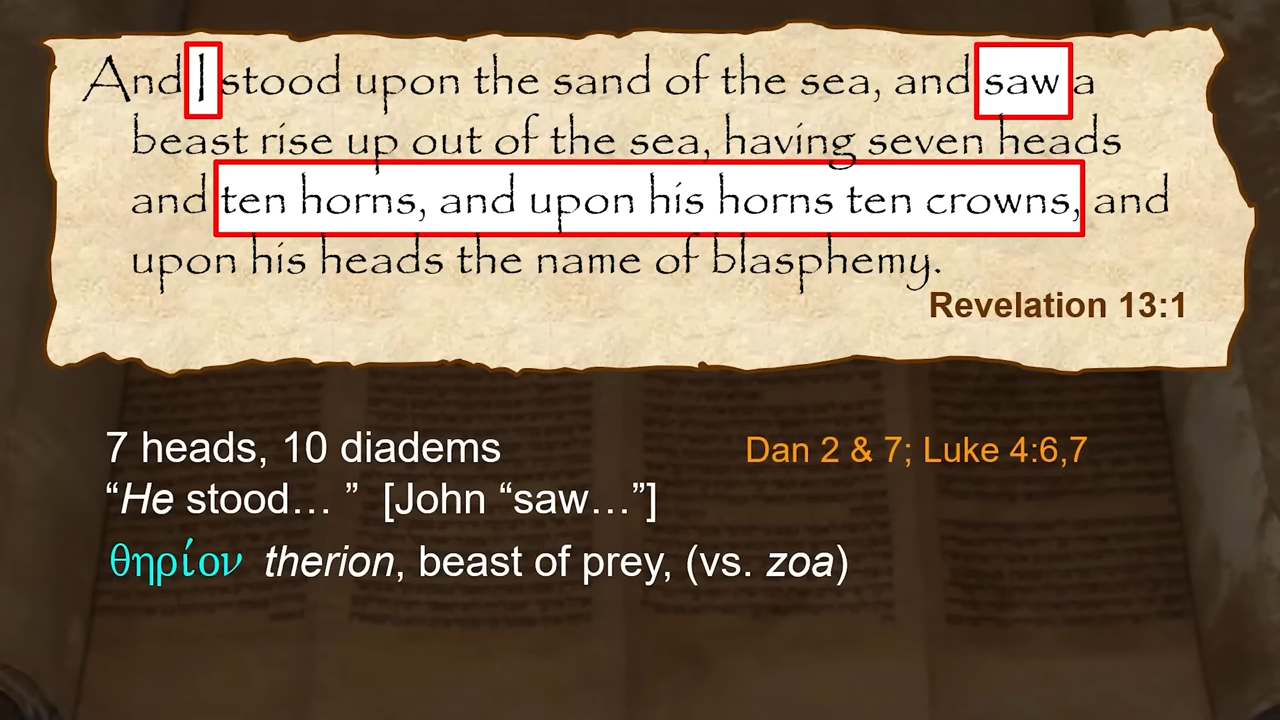 And I stood upon the sand of the sea, and saw a
beast rise up out of the sea, having seven heads
and ten horns, and upon his horns ten crowns, and
upon his heads the name of blasphemy.
Revelation 13:1
7 heads, 10 diadems
Dan 2 & 7; Luke 4:6,7
“He stood… ” [John “saw…”]
θηρίον therion, beast of prey, (vs. zoa)